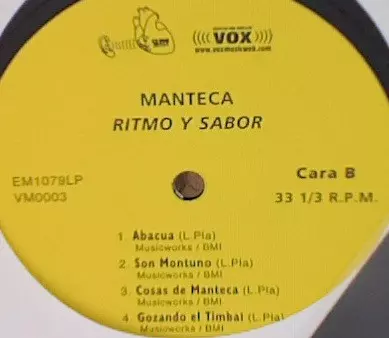 VOX
www.voxmusicweb.com
MANTECA
RITMO Y SABOR
EM1079LP
VM0003
Cara B
33 1/3 R.P.M.
1. Abacua (L.Pla)
Musicworks / BMI
2. Son Montuno (L.Pla)
Musicworks / BMI
3. Cosas de Manteca (L.Pla)
Musicworks / BMI
4. Gozando el Timbal (L.Pla)
Musicworks / BMI